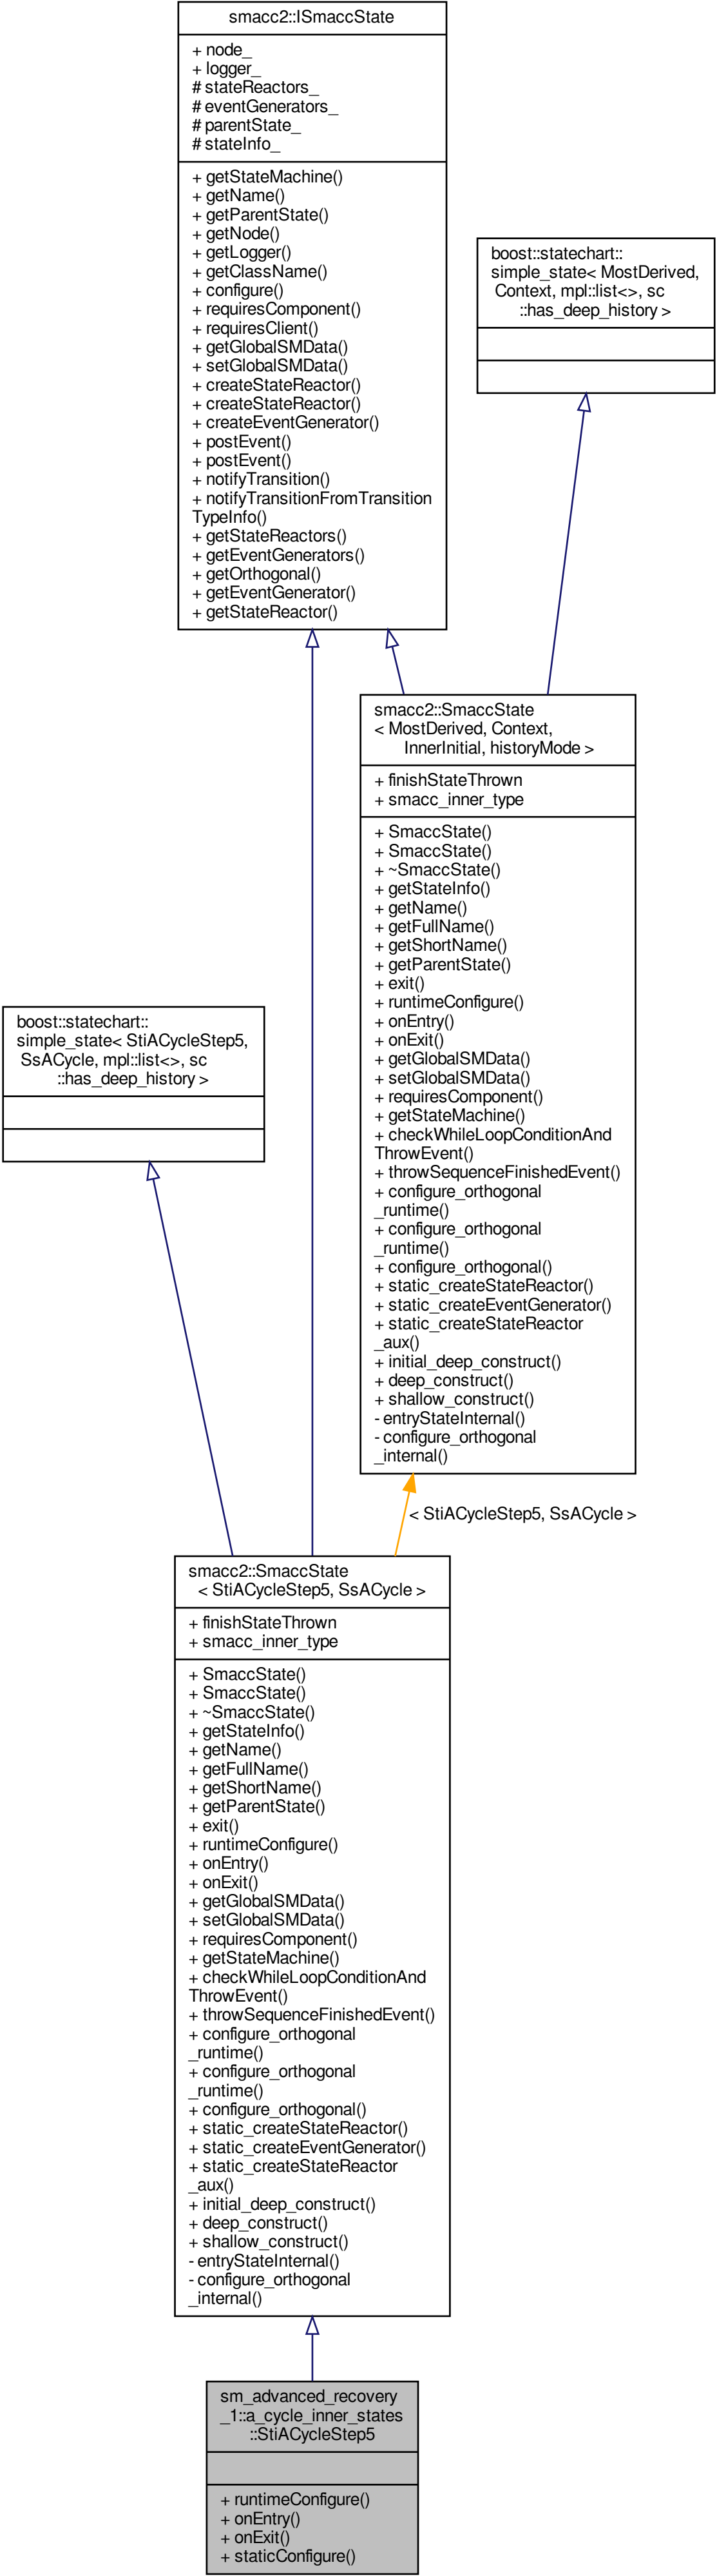 smacc2::ISmaccState
+ node_
+ logger_
# stateReactors_
# eventGenerators_
# parentState_
# stateInfo_
+ getStateMachine()
+ getName()
+ getParentState()
+ getNode()
+ getLogger()
+ getClassName()
+ configure()
+ requiresComponent()
+ requiresClient()
+ getGlobalSMData()
+ setGlobalSMData()
+ createStateReactor()
+ createStateReactor()
+ createEventGenerator()
+ postEvent()
+ postEvent()
+ notifyTransition()
+ notifyTransitionFromTransition
TypeInfo()
+ getStateReactors()
+ getEventGenerators()
+ getOrthogonal()
+ getEventGenerator()
+ getStateReactor()
boost::statechart::
simple_state< MostDerived,
Context, mpl::list<>, sc
::has_deep_history >
smacc2::SmaccState
< MostDerived, Context,
InnerInitial, historyMode >
+ finishStateThrown
+ smacc_inner_type
+ SmaccState()
+ SmaccState()
+ ~SmaccState()
+ getStateInfo()
+ getName()
+ getFullName()
+ getShortName()
+ getParentState()
+ exit()
+ runtimeConfigure()
+ onEntry()
+ onExit()
+ getGlobalSMData()
+ setGlobalSMData()
+ requiresComponent()
+ getStateMachine()
+ checkWhileLoopConditionAnd
ThrowEvent()
+ throwSequenceFinishedEvent()
+ configure_orthogonal
_runtime()
+ configure_orthogonal
_runtime()
+ configure_orthogonal()
+ static_createStateReactor()
+ static_createEventGenerator()
+ static_createStateReactor
_aux()
+ initial_deep_construct()
+ deep_construct()
+ shallow_construct()
- entryStateInternal()
- configure_orthogonal
_internal()
boost::statechart::
simple_state< StiACycleStep5,
SsACycle, mpl::list<>, sc
::has_deep_history >
< StiACycleStep5, SsACycle >
smacc2::SmaccState
< StiACycleStep5, SsACycle >
+ finishStateThrown
+ smacc_inner_type
+ SmaccState()
+ SmaccState()
+ ~SmaccState()
+ getStateInfo()
+ getName()
+ getFullName()
+ getShortName()
+ getParentState()
+ exit()
+ runtimeConfigure()
+ onEntry()
+ onExit()
+ getGlobalSMData()
+ setGlobalSMData()
+ requiresComponent()
+ getStateMachine()
+ checkWhileLoopConditionAnd
ThrowEvent()
+ throwSequenceFinishedEvent()
+ configure_orthogonal
_runtime()
+ configure_orthogonal
_runtime()
+ configure_orthogonal()
+ static_createStateReactor()
+ static_createEventGenerator()
+ static_createStateReactor
_aux()
+ initial_deep_construct()
+ deep_construct()
+ shallow_construct()
- entryStateInternal()
- configure_orthogonal
_internal()
sm_advanced_recovery
_1::a_cycle_inner_states
::StiACycleStep5
+ runtimeConfigure()
+ onEntry()
+ onExit()
+ staticConfigure()